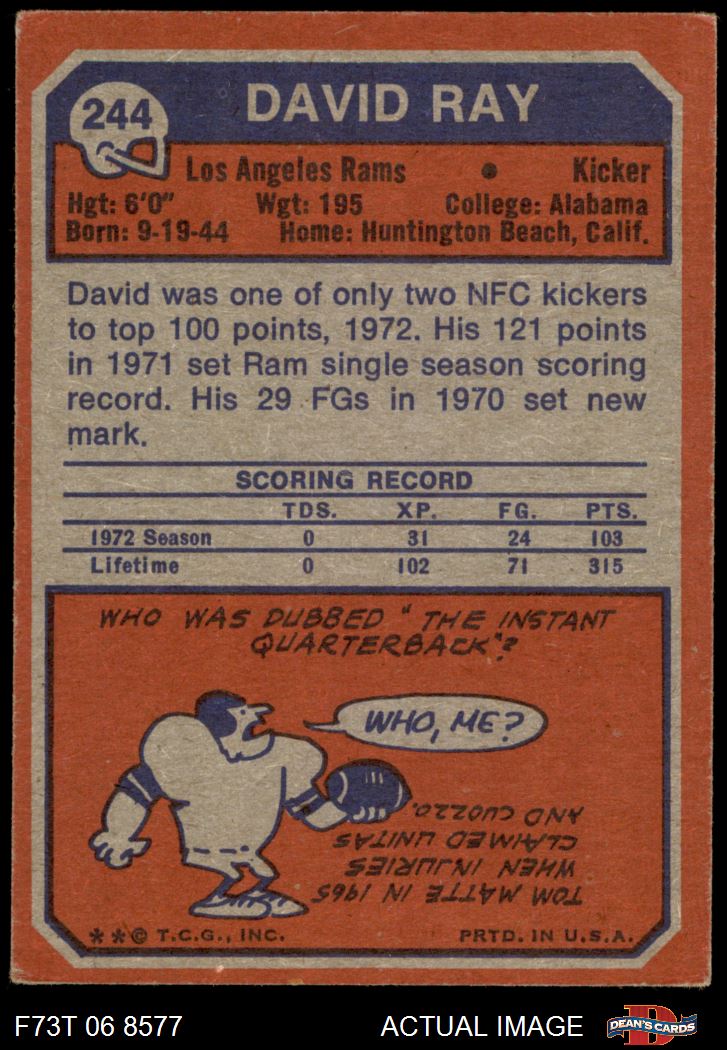 244
DAVID RAY
Los Angeles Rams • Kicker
Hgt: 6'0" Wgt: 195 College: Alabama
Born: 9-19-44 Home: Huntington Beach, Calif.
David was one of only two NFC kickers
to top 100 points, 1972. His 121 points
in 1971 set Ram single season scoring
record. His 29 FGs in 1970 set new
mark.
SCORING RECORD
TDS. XP. FG. PTS.
1972 Season 0 31 24 103
Lifetime 0 102 71 315
WHO WAS DUBBED "THE INSTANT
QUARTERBACK"?
WHO, ME?
TOM MATTE IN 1965
WHEN INJURIES
CLAIMED UNITAS
AND CUOZZO.
**© T.C.G., INC. PRTD. IN U.S.A.
F73T 06 8577 ACTUAL IMAGE
D
DEAN'S CARDS